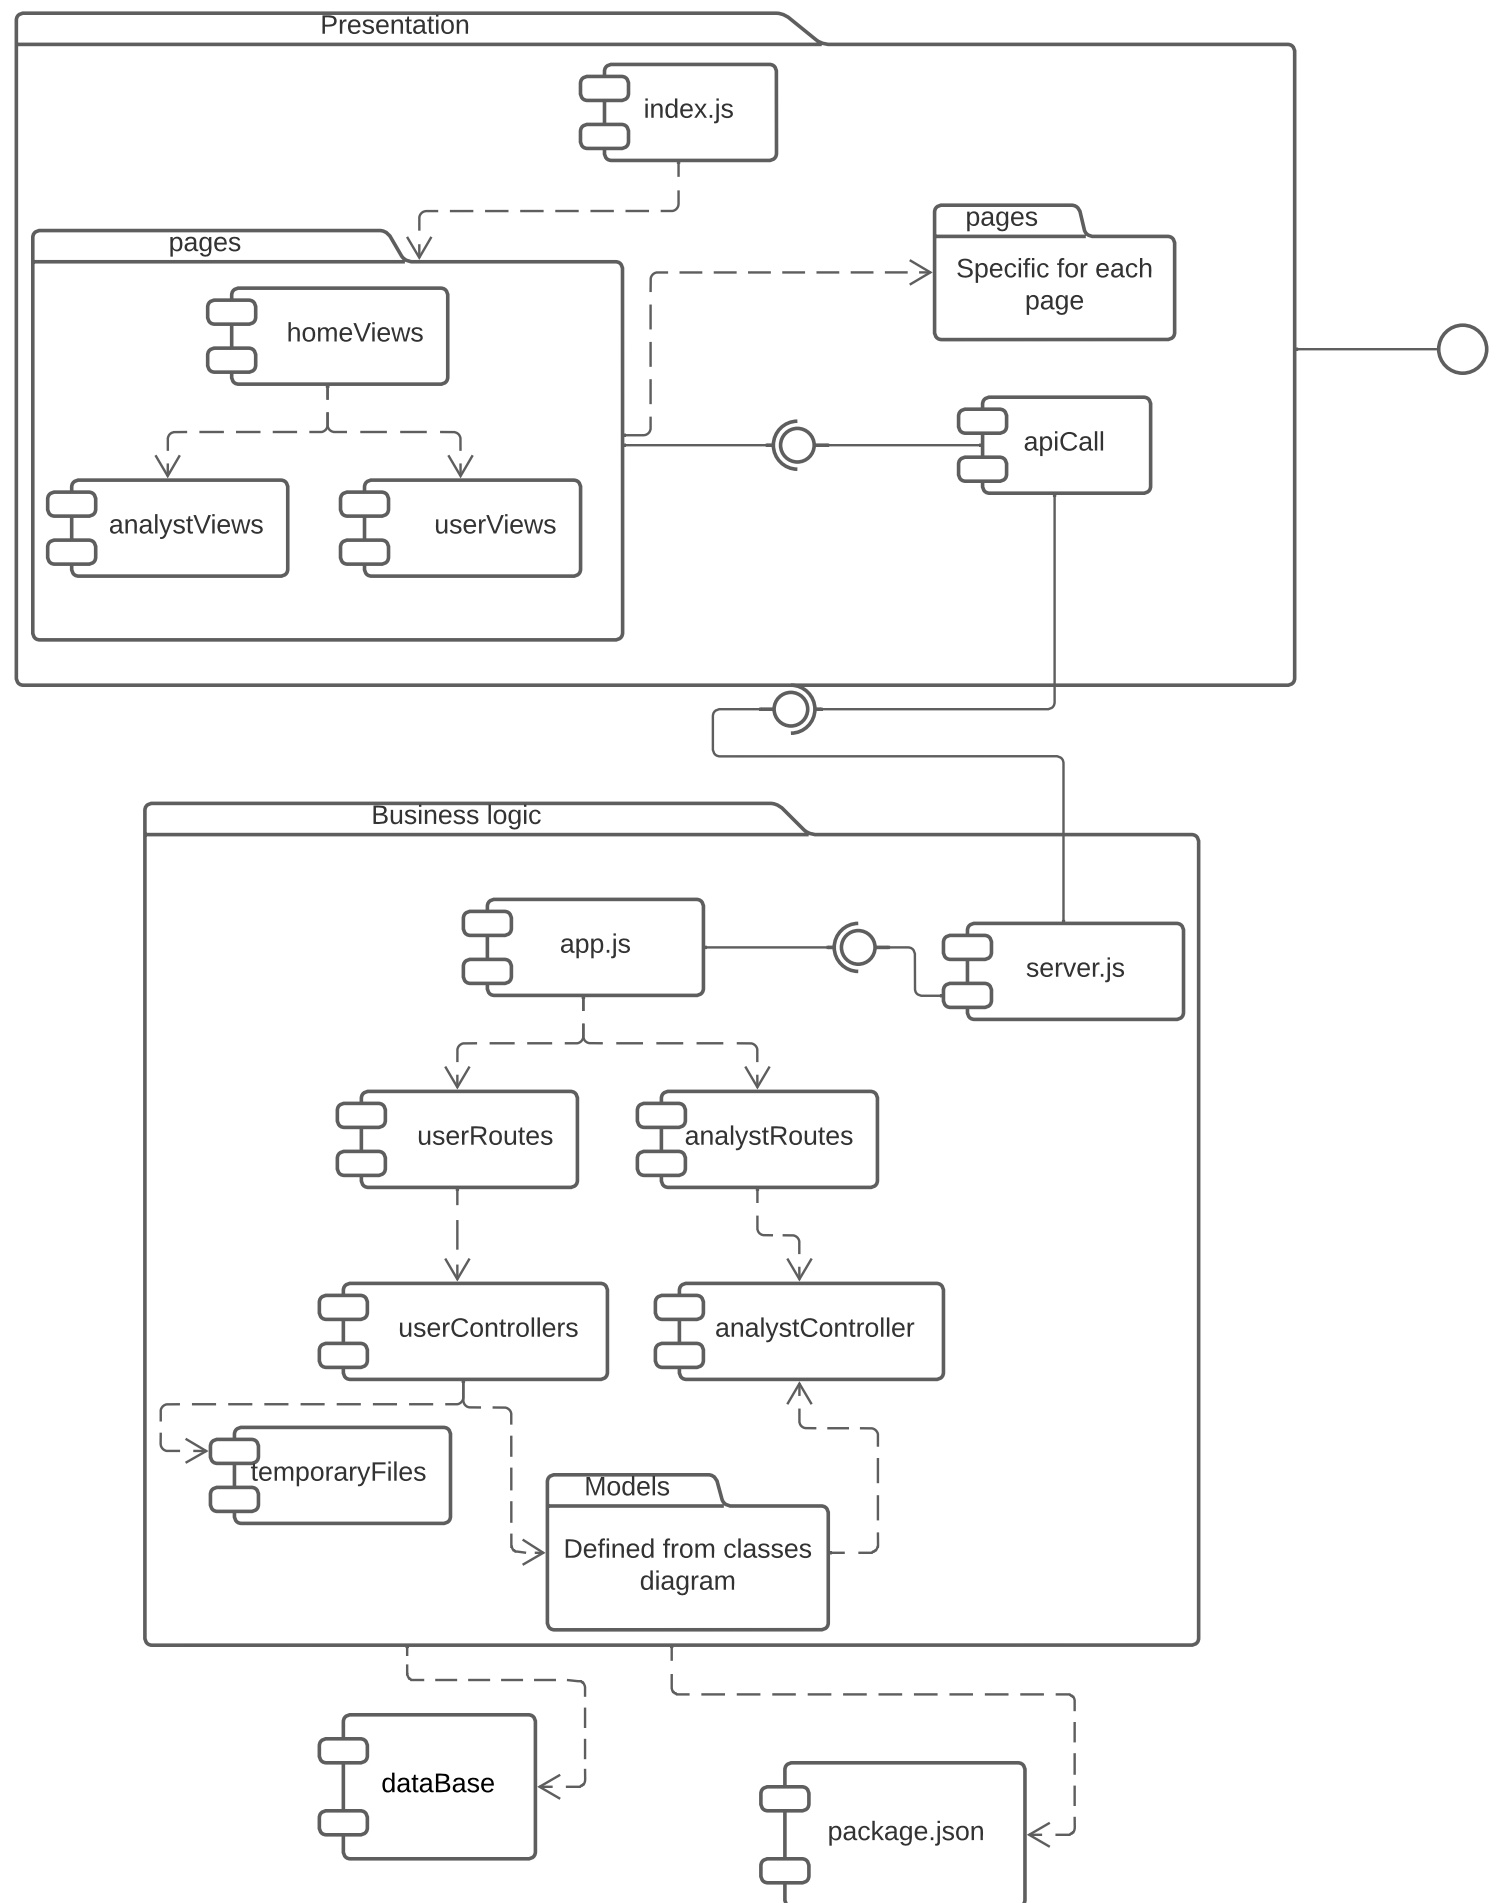 Presentation
index.js
pages
Specific for each
page
pages
homeViews
apiCall
analystViews
userViews
Business logic
app.js
server.js
userRoutes
analystRoutes
userControllers
analystController
temporaryFiles
Models
Defined from classes
diagram
dataBase
package.json